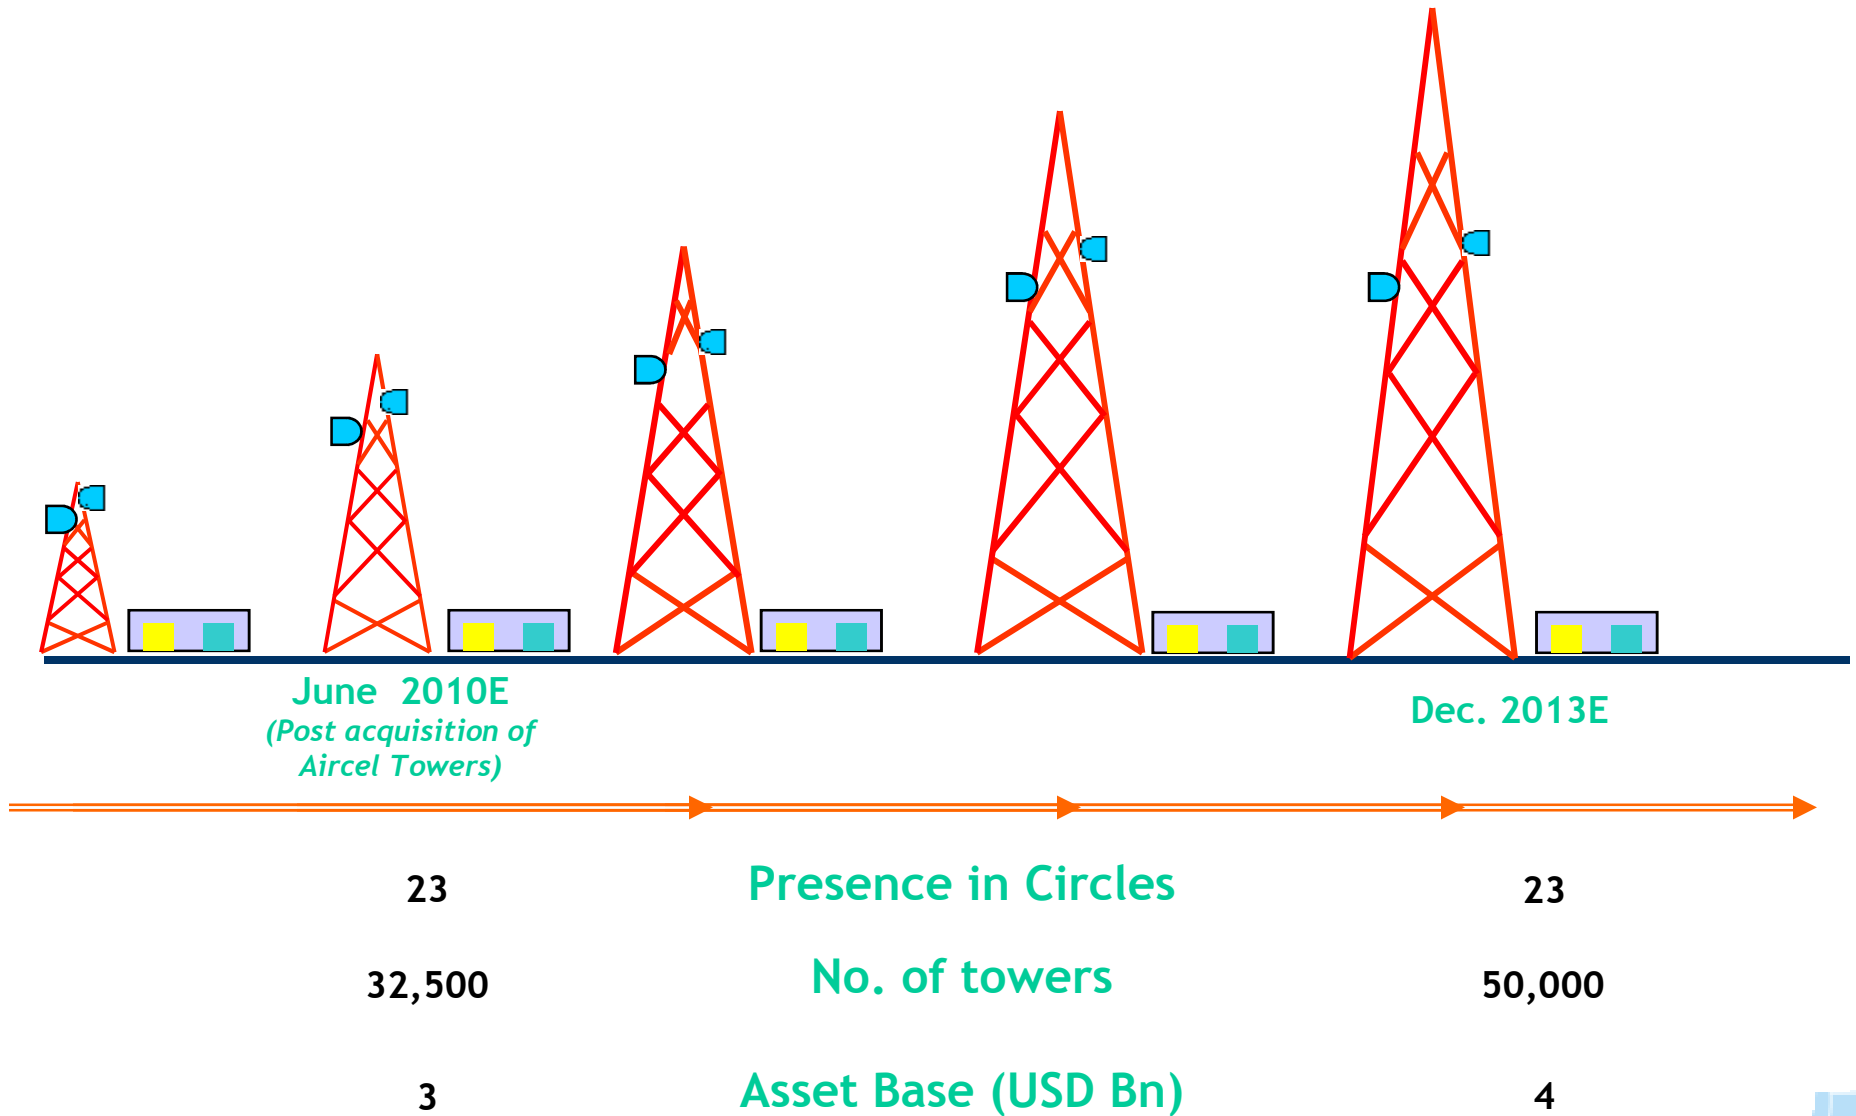 June 2010E
(Post acquisition of
Aircel Towers)
Dec. 2013E
23 Presence in Circles 23
32,500 No. of towers 50,000
3 Asset Base (USD Bn) 4